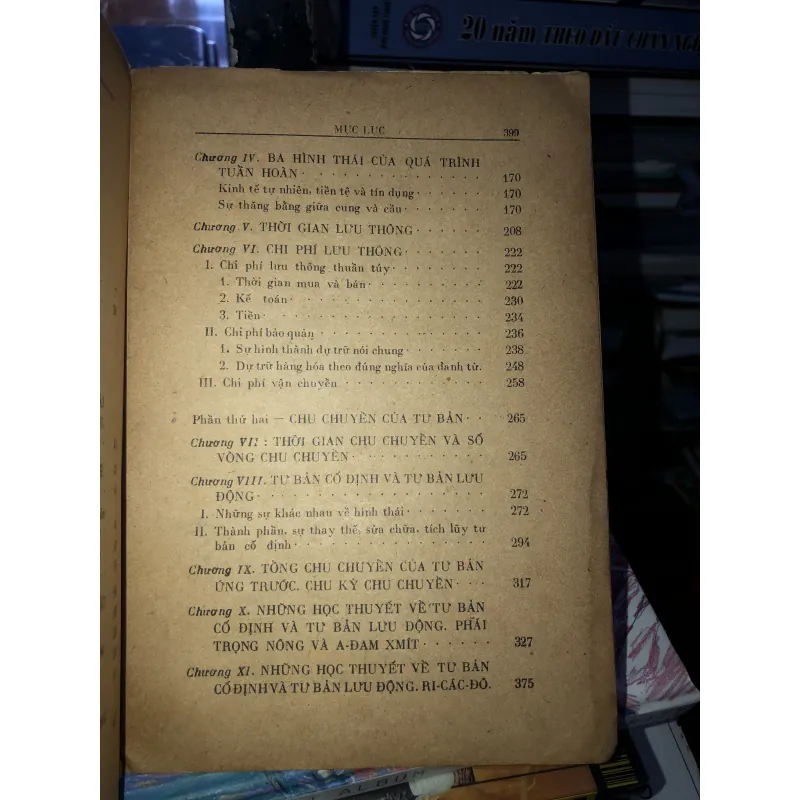 20 năm THEO DẤU CHÂN
MỤC LỤC 399
Chương IV. BA HÌNH THÁI CỦA QUÁ TRÌNH
TUẦN HOÀN · · · · · · · · · · 170
Kinh tế tự nhiên, tiền tệ và tín dụng · · · · · 170
Sự thăng bằng giữa cung và cầu · · · · · · 170
Chương V. THỜI GIAN LƯU THÔNG · · · · · · 208
Chương VI. CHI PHÍ LƯU THÔNG · · · · · · 222
I. Chi phí lưu thông thuần túy · · · · · · · 222
1. Thời gian mua và bán · · · · · · · · 222
2. Kế toán · · · · · · · · · · · 230
3. Tiền · · · · · · · · · · · · 234
II. Chi phí bảo quản · · · · · · · · · · 236
1. Sự hình thành dự trữ nói chung · · · · · 238
2. Dự trữ hàng hóa theo đúng nghĩa của danh từ. 248
III. Chi phí vận chuyển · · · · · · · · · 258
Phần thứ hai — CHU CHUYỂN CỦA TƯ BẢN · · 265
Chương VII : THỜI GIAN CHU CHUYỂN VÀ SỐ
VÒNG CHU CHUYỂN · · · · · · · · 265
Chương VIII. TƯ BẢN CỐ ĐỊNH VÀ TƯ BẢN LƯU
ĐỘNG · · · · · · · · · · · · · 272
I. Những sự khác nhau về hình thái · · · · · 272
II. Thành phần, sự thay thế, sửa chữa, tích lũy tư
bản cố định · · · · · · · · · · · 294
Chương IX. TỔNG CHU CHUYỂN CỦA TƯ BẢN
ỨNG TRƯỚC. CHU KỲ CHU CHUYỂN · · · 317
Chương X. NHỮNG HỌC THUYẾT VỀ TƯ BẢN
CỐ ĐỊNH VÀ TƯ BẢN LƯU ĐỘNG. PHÁI
TRỌNG NÔNG VÀ A-ĐAM XMÍT · · · · · · 327
Chương XI. NHỮNG HỌC THUYẾT VỀ TƯ BẢN
CỐ ĐỊNH VÀ TƯ BẢN LƯU ĐỘNG. RI-CÁC-ĐÔ. 375
ALBUM